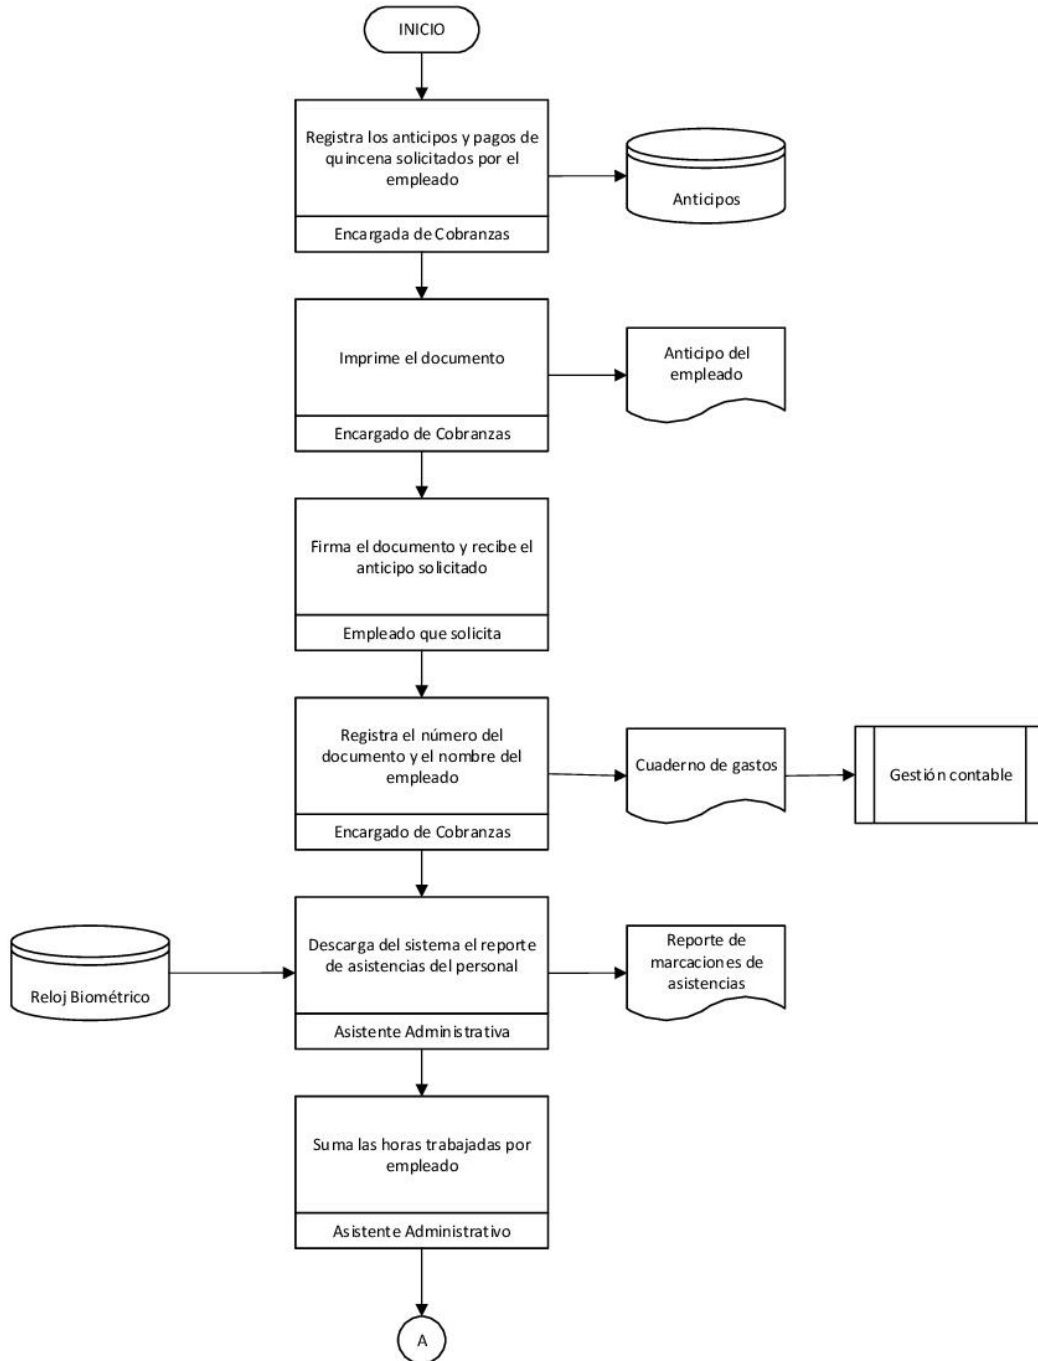 INICIO
Registra los anticipos y pagos de
quincena solicitados por el
empleado
Encargada de Cobranzas
Anticipos
Imprime el documento
Encargado de Cobranzas
Anticipo del
empleado
Firma el documento y recibe el
anticipo solicitado
Empleado que solicita
Registra el número del
documento y el nombre del
empleado
Encargado de Cobranzas
Cuaderno de gastos
Gestión contable
Reloj Biométrico
Descarga del sistema el reporte
de asistencias del personal
Asistente Administrativa
Reporte de
marcaciones de
asistencias
Suma las horas trabajadas por
empleado
Asistente Administrativo
A